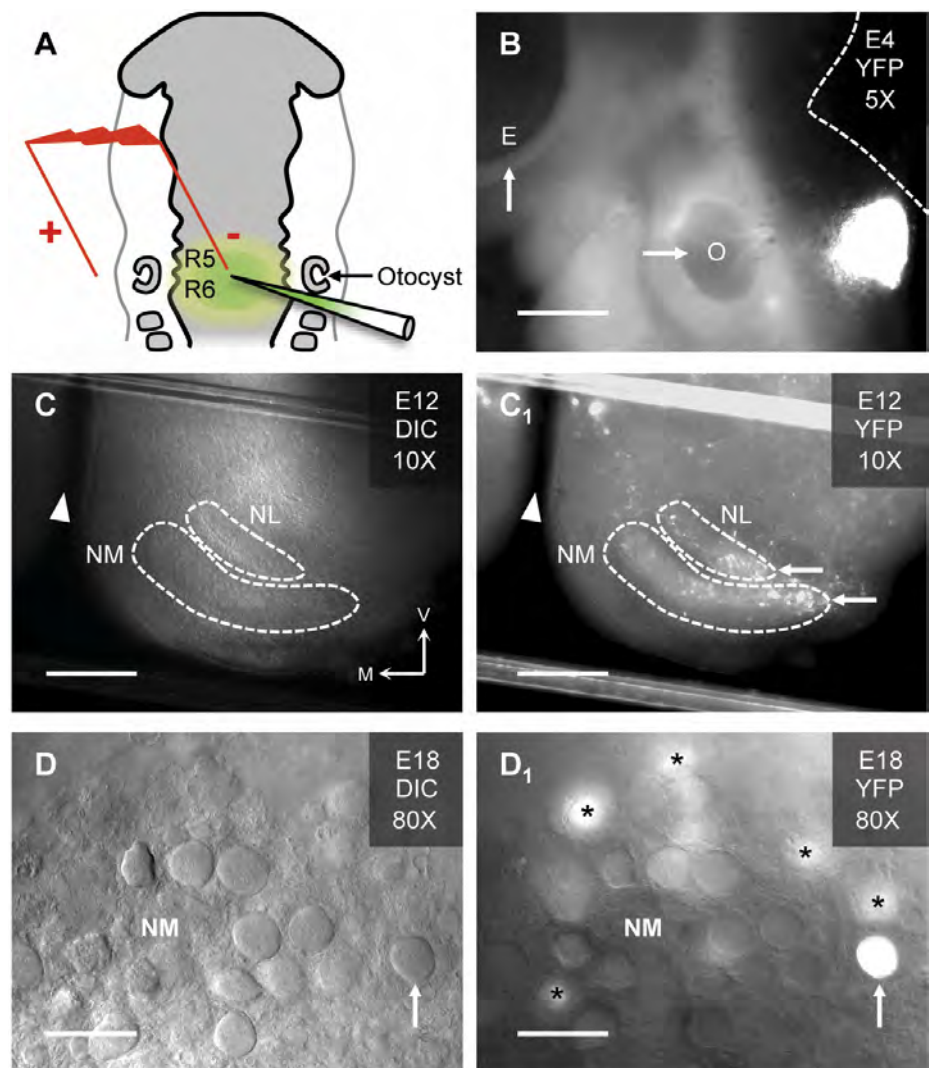 A
+
-
R5
R6
Otocyst
B
E4
YFP
5X
E
O
C
E12
DIC
10X
NL
NM
V
M
C1
E12
YFP
10X
NL
NM
D
E18
DIC
80X
NM
D1
E18
YFP
80X
*
*
*
*
NM
*